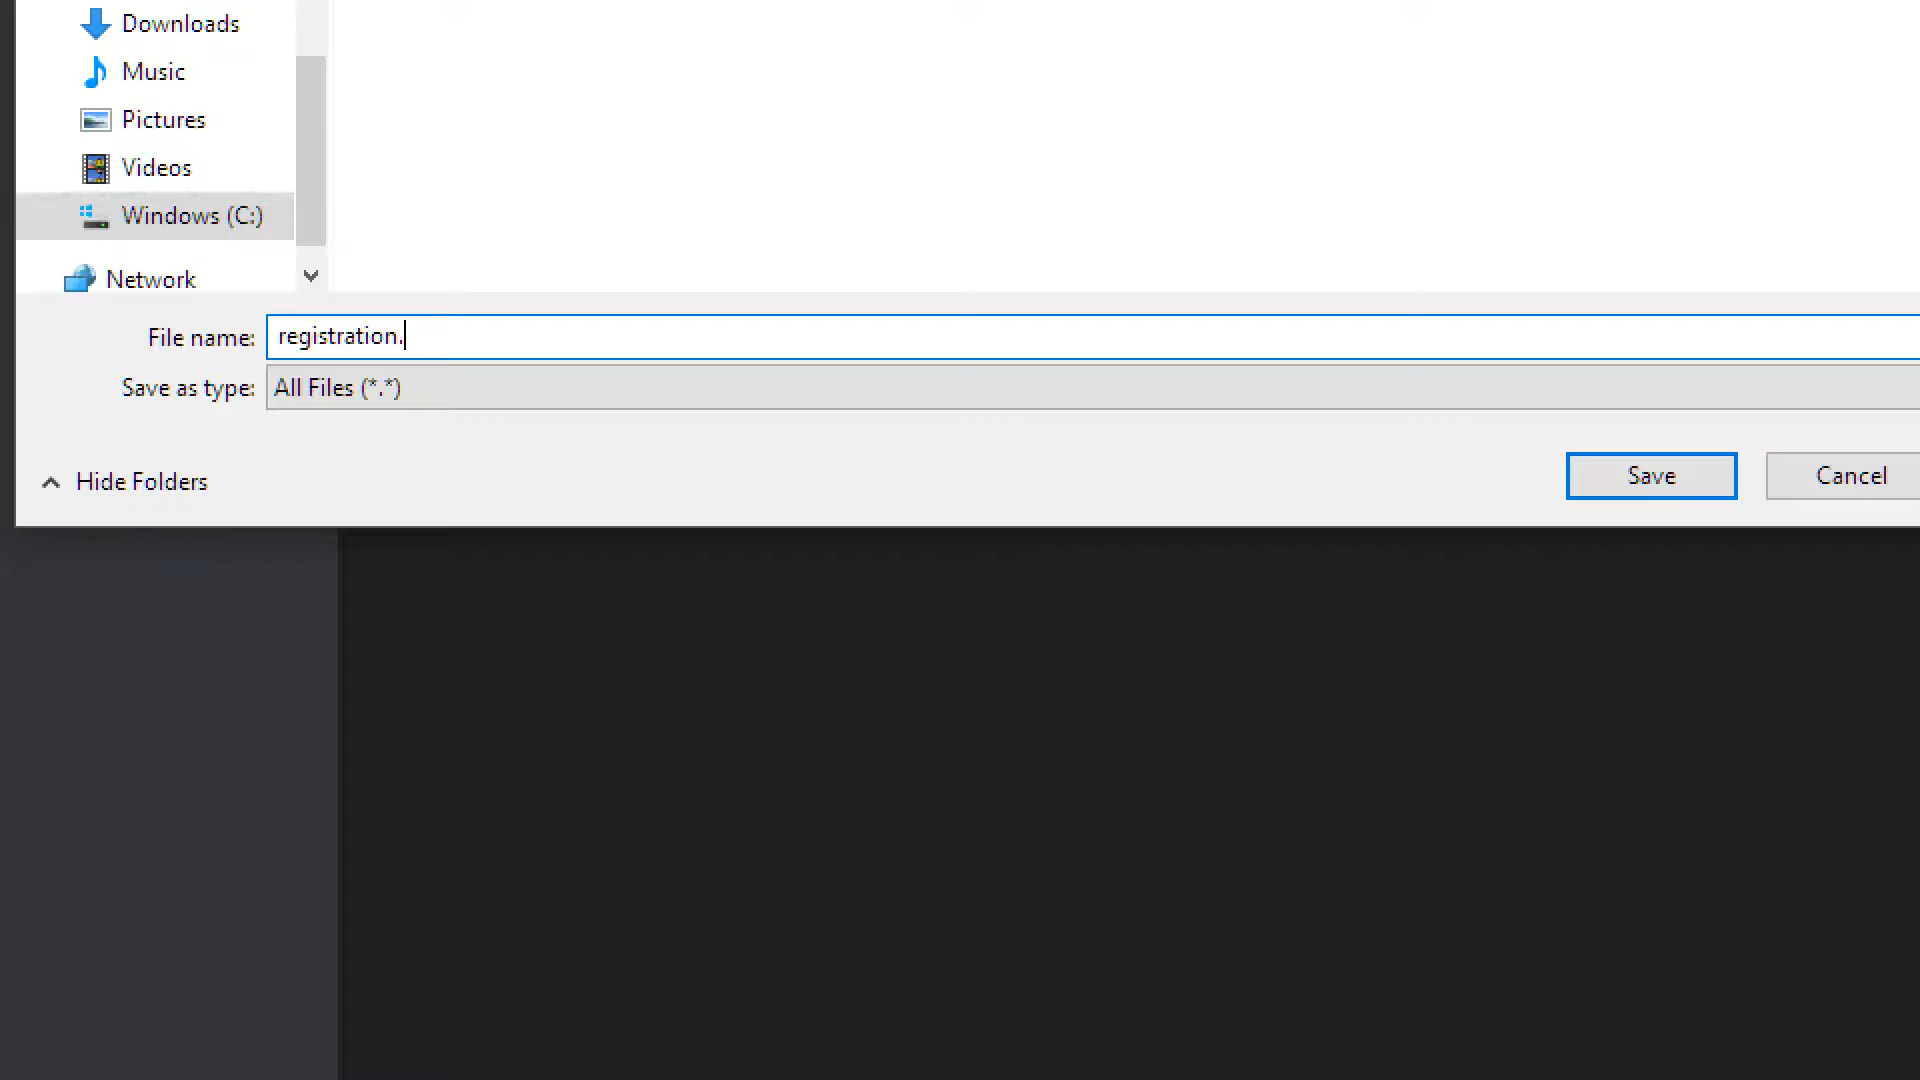 Downloads
Music
Pictures
Videos
Windows (C:)
Network
File name: registration.
Save as type: All Files (*.*)
Hide Folders
Save Cancel